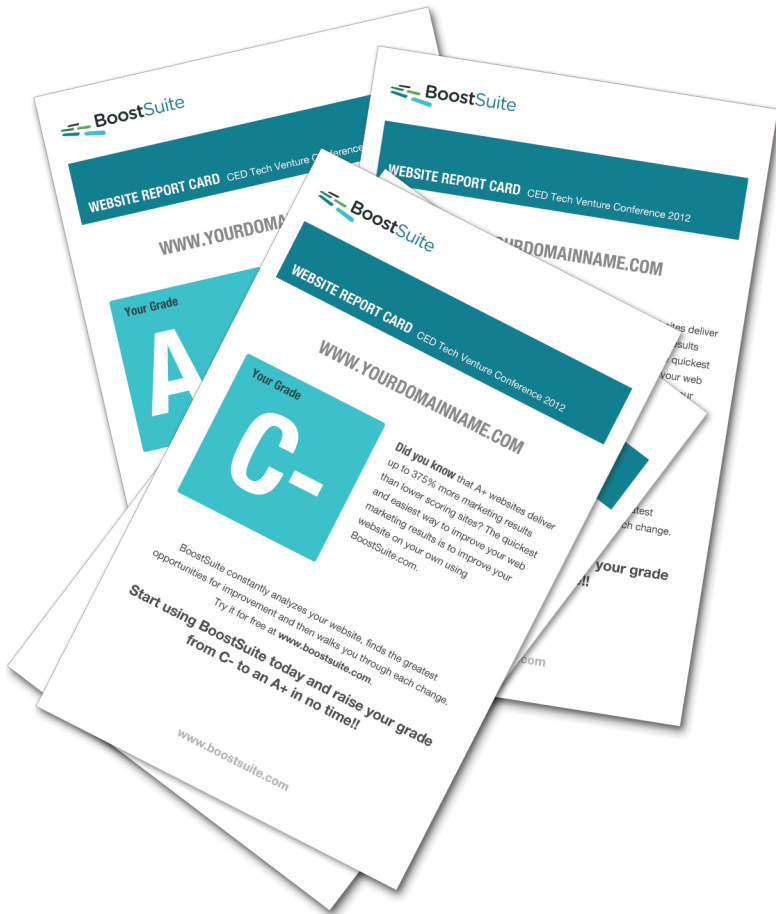 BoostSuite
WEBSITE REPORT CARD CED Tech Venture
WWW.
Your Grade
A
BoostSuite
WEBSITE REPORT CARD CED Tech Venture Conference 2012
deliver
quickest
your web
each change.
your grade
BoostSuite
WEBSITE REPORT CARD CED Tech Venture Conference 2012
WWW.YOURDOMAINNAME.COM
Your Grade
C-
Did you know that A+ websites deliver
up to 375% more marketing results
than lower scoring sites? The quickest
and easiest way to improve your web
marketing results is to improve your
website on your own using
BoostSuite.com.
BoostSuite constantly analyzes your website, finds the greatest
opportunities for improvement and then walks you through each change.
Try it for free at www.boostsuite.com.
Start using BoostSuite today and raise your grade
from C- to an A+ in no time!!
www.boostsuite.com